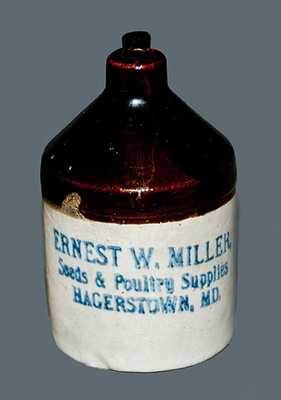 ERNEST W. MILLER,
Seeds & Poultry Supplies
HAGERSTOWN, MD.